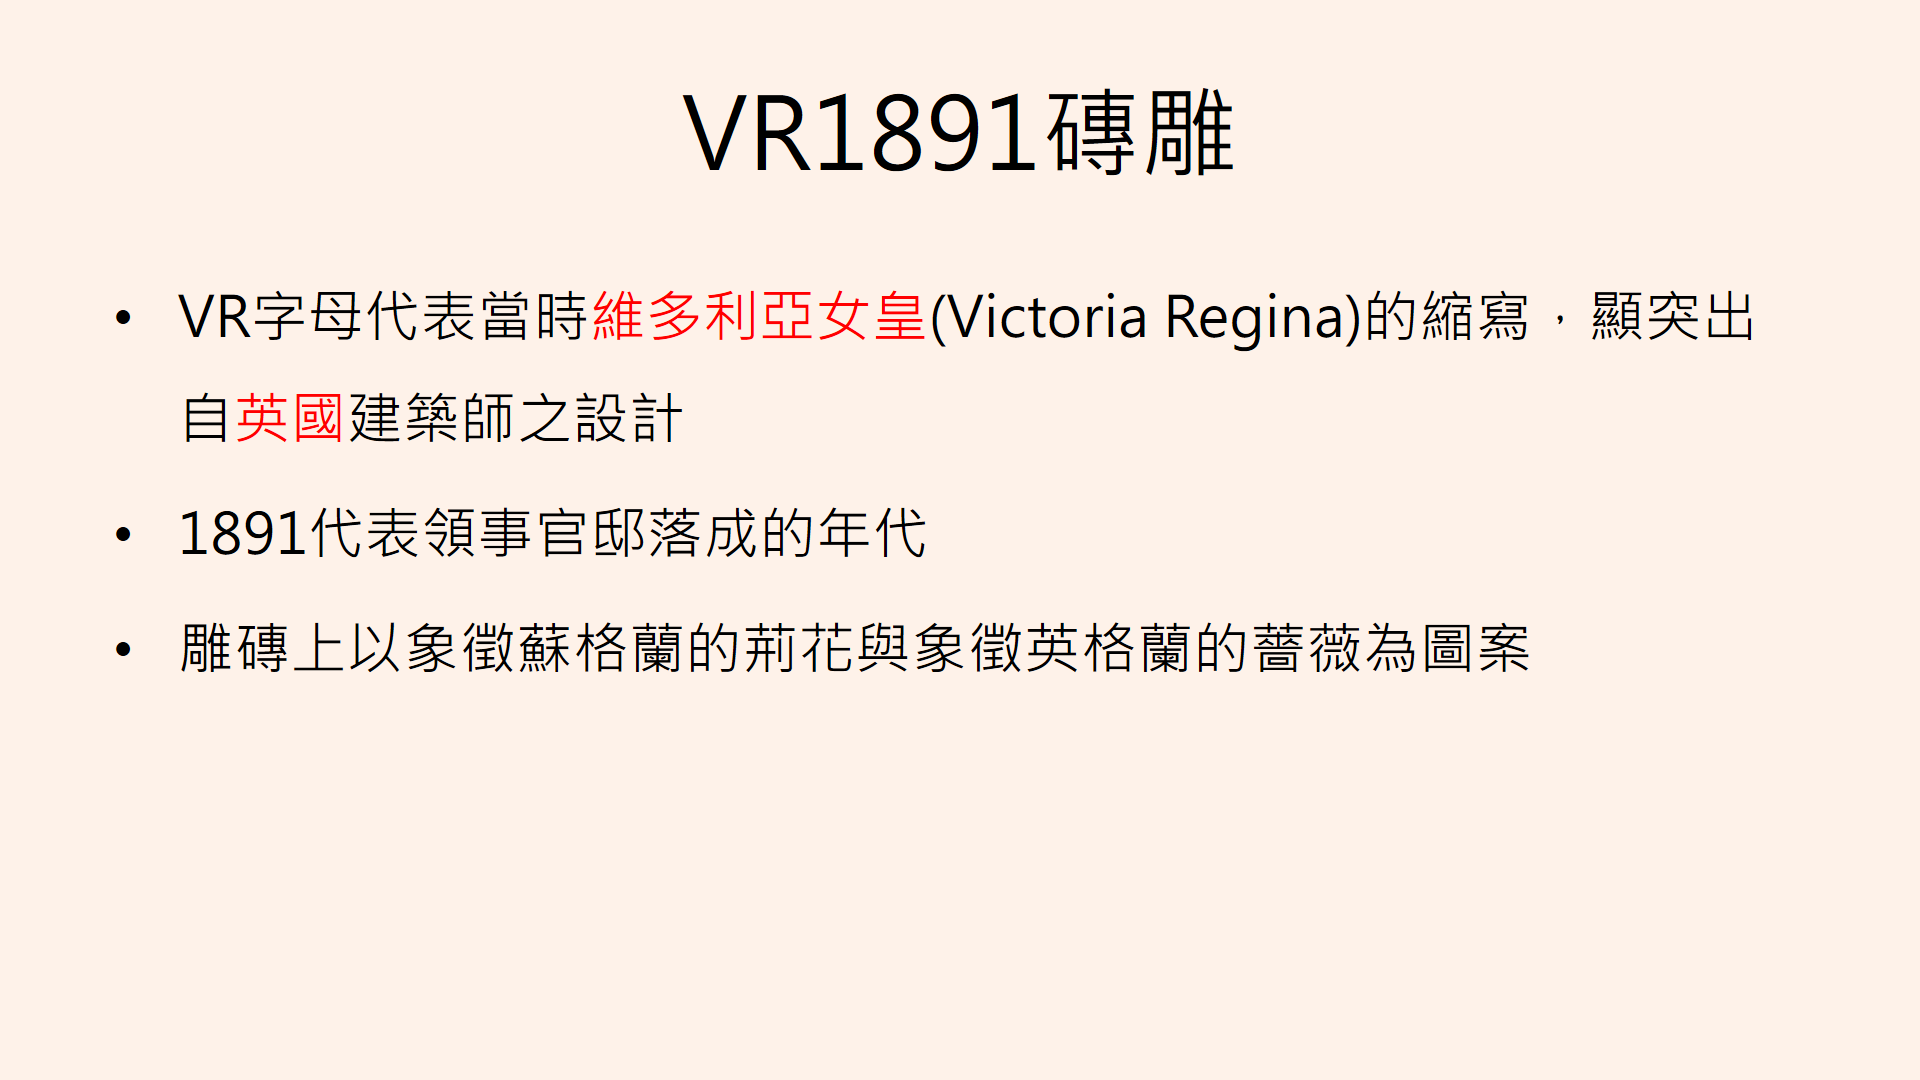 VR1891磚雕
• VR字母代表當時維多利亞女皇(Victoria Regina)的縮寫，顯突出
自英國建築師之設計
• 1891代表領事官邸落成的年代
• 雕磚上以象徵蘇格蘭的荊花與象徵英格蘭的薔薇為圖案